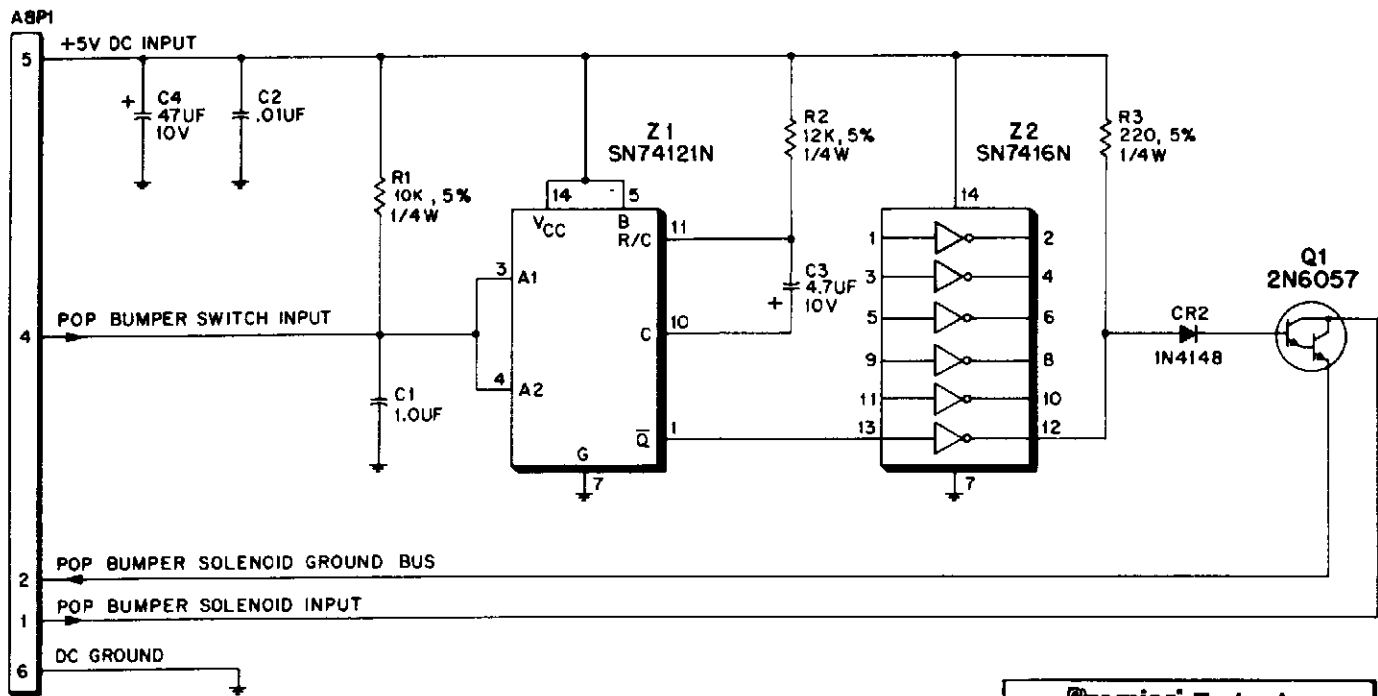 A8P1
5
+5V DC INPUT
+
C4
47UF
10V
C2
.01UF
R1
10K, 5%
1/4W
Z1
SN74121N
14
5
VCC
B
R/C
11
R2
12K, 5%
1/4W
Z2
SN7416N
14
R3
220, 5%
1/4W
1
2
3
A1
C3
4.7UF
10V
+
3
4
Q1
2N6057
4
POP BUMPER SWITCH INPUT
C
10
5
6
CR2
1N4148
9
8
4
A2
C1
1.0UF
11
10
Q̅
1
13
12
G
7
7
2
POP BUMPER SOLENOID GROUND BUS
1
POP BUMPER SOLENOID INPUT
6
DC GROUND